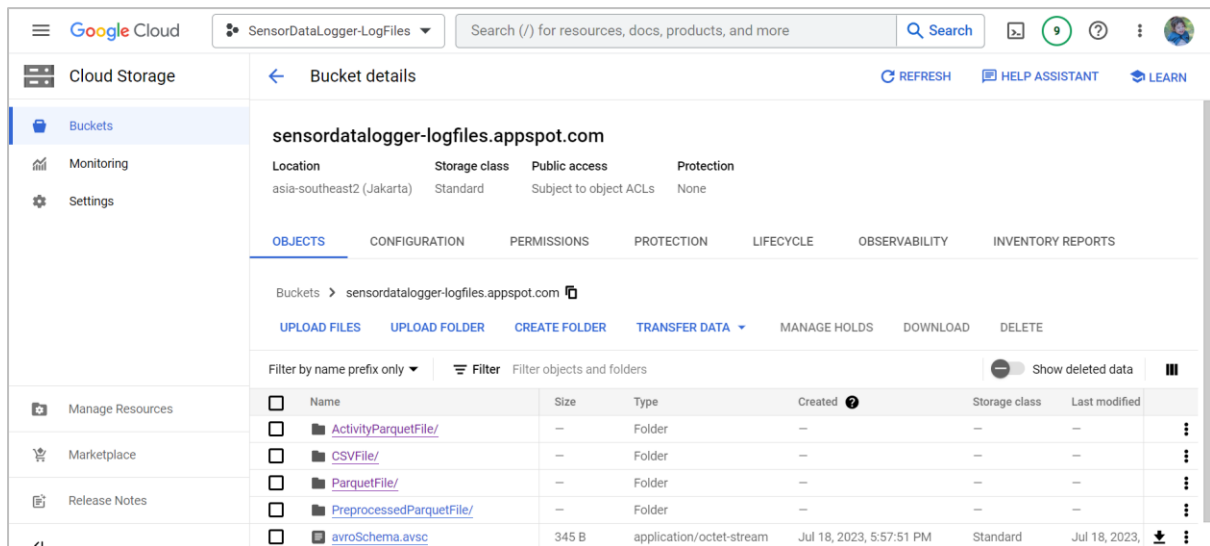 Google Cloud SensorDataLogger-LogFiles Search (/) for resources, docs, products, and more Search 9
Cloud Storage Bucket details REFRESH HELP ASSISTANT LEARN
Buckets
Monitoring
Settings
Manage Resources
Marketplace
Release Notes
sensordatalogger-logfiles.appspot.com
Location Storage class Public access Protection
asia-southeast2 (Jakarta) Standard Subject to object ACLs None
OBJECTS CONFIGURATION PERMISSIONS PROTECTION LIFECYCLE OBSERVABILITY INVENTORY REPORTS
Buckets > sensordatalogger-logfiles.appspot.com
UPLOAD FILES UPLOAD FOLDER CREATE FOLDER TRANSFER DATA MANAGE HOLDS DOWNLOAD DELETE
Filter by name prefix only Filter Filter objects and folders Show deleted data
Name Size Type Created Storage class Last modified
ActivityParquetFile/ — Folder — — —
CSVFile/ — Folder — — —
ParquetFile/ — Folder — — —
PreprocessedParquetFile/ — Folder — — —
avroSchema.avsc 345 B application/octet-stream Jul 18, 2023, 5:57:51 PM Standard Jul 18, 2023,